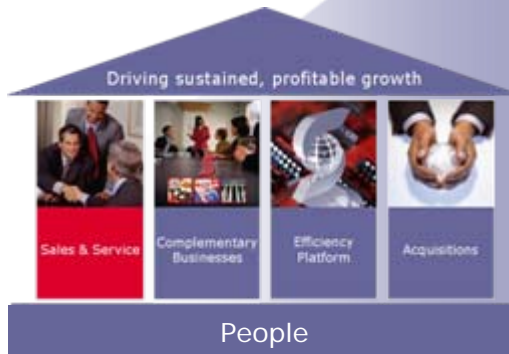 Driving sustained, profitable growth
Sales & Service
Complementary
Businesses
Efficiency
Platform
Acquisitions
People